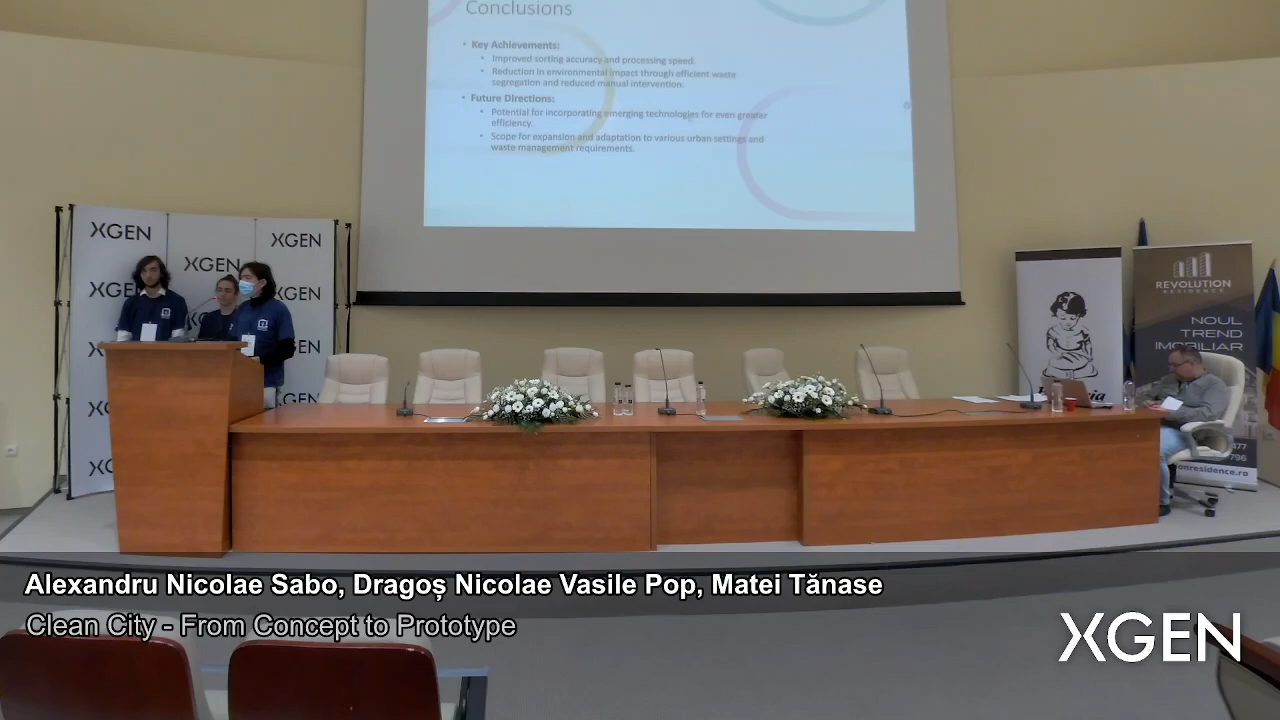 Conclusions
• Key Achievements:
• Improved sorting accuracy and processing speed.
• Reduction in environmental impact through efficient waste
segregation and reduced manual intervention.
• Future Directions:
• Potential for incorporating emerging technologies for even greater
efficiency.
• Scope for expansion and adaptation to various urban settings and
waste management requirements.
XGEN
XGEN
XGEN
XGEN
XGEN
XGEN
REVOLUTION
RESIDENCE
NOUL
TREND
IMOBILIAR
onresidence.ro
Alexandru Nicolae Sabo, Dragoș Nicolae Vasile Pop, Matei Tănase
Clean City - From Concept to Prototype
XGEN